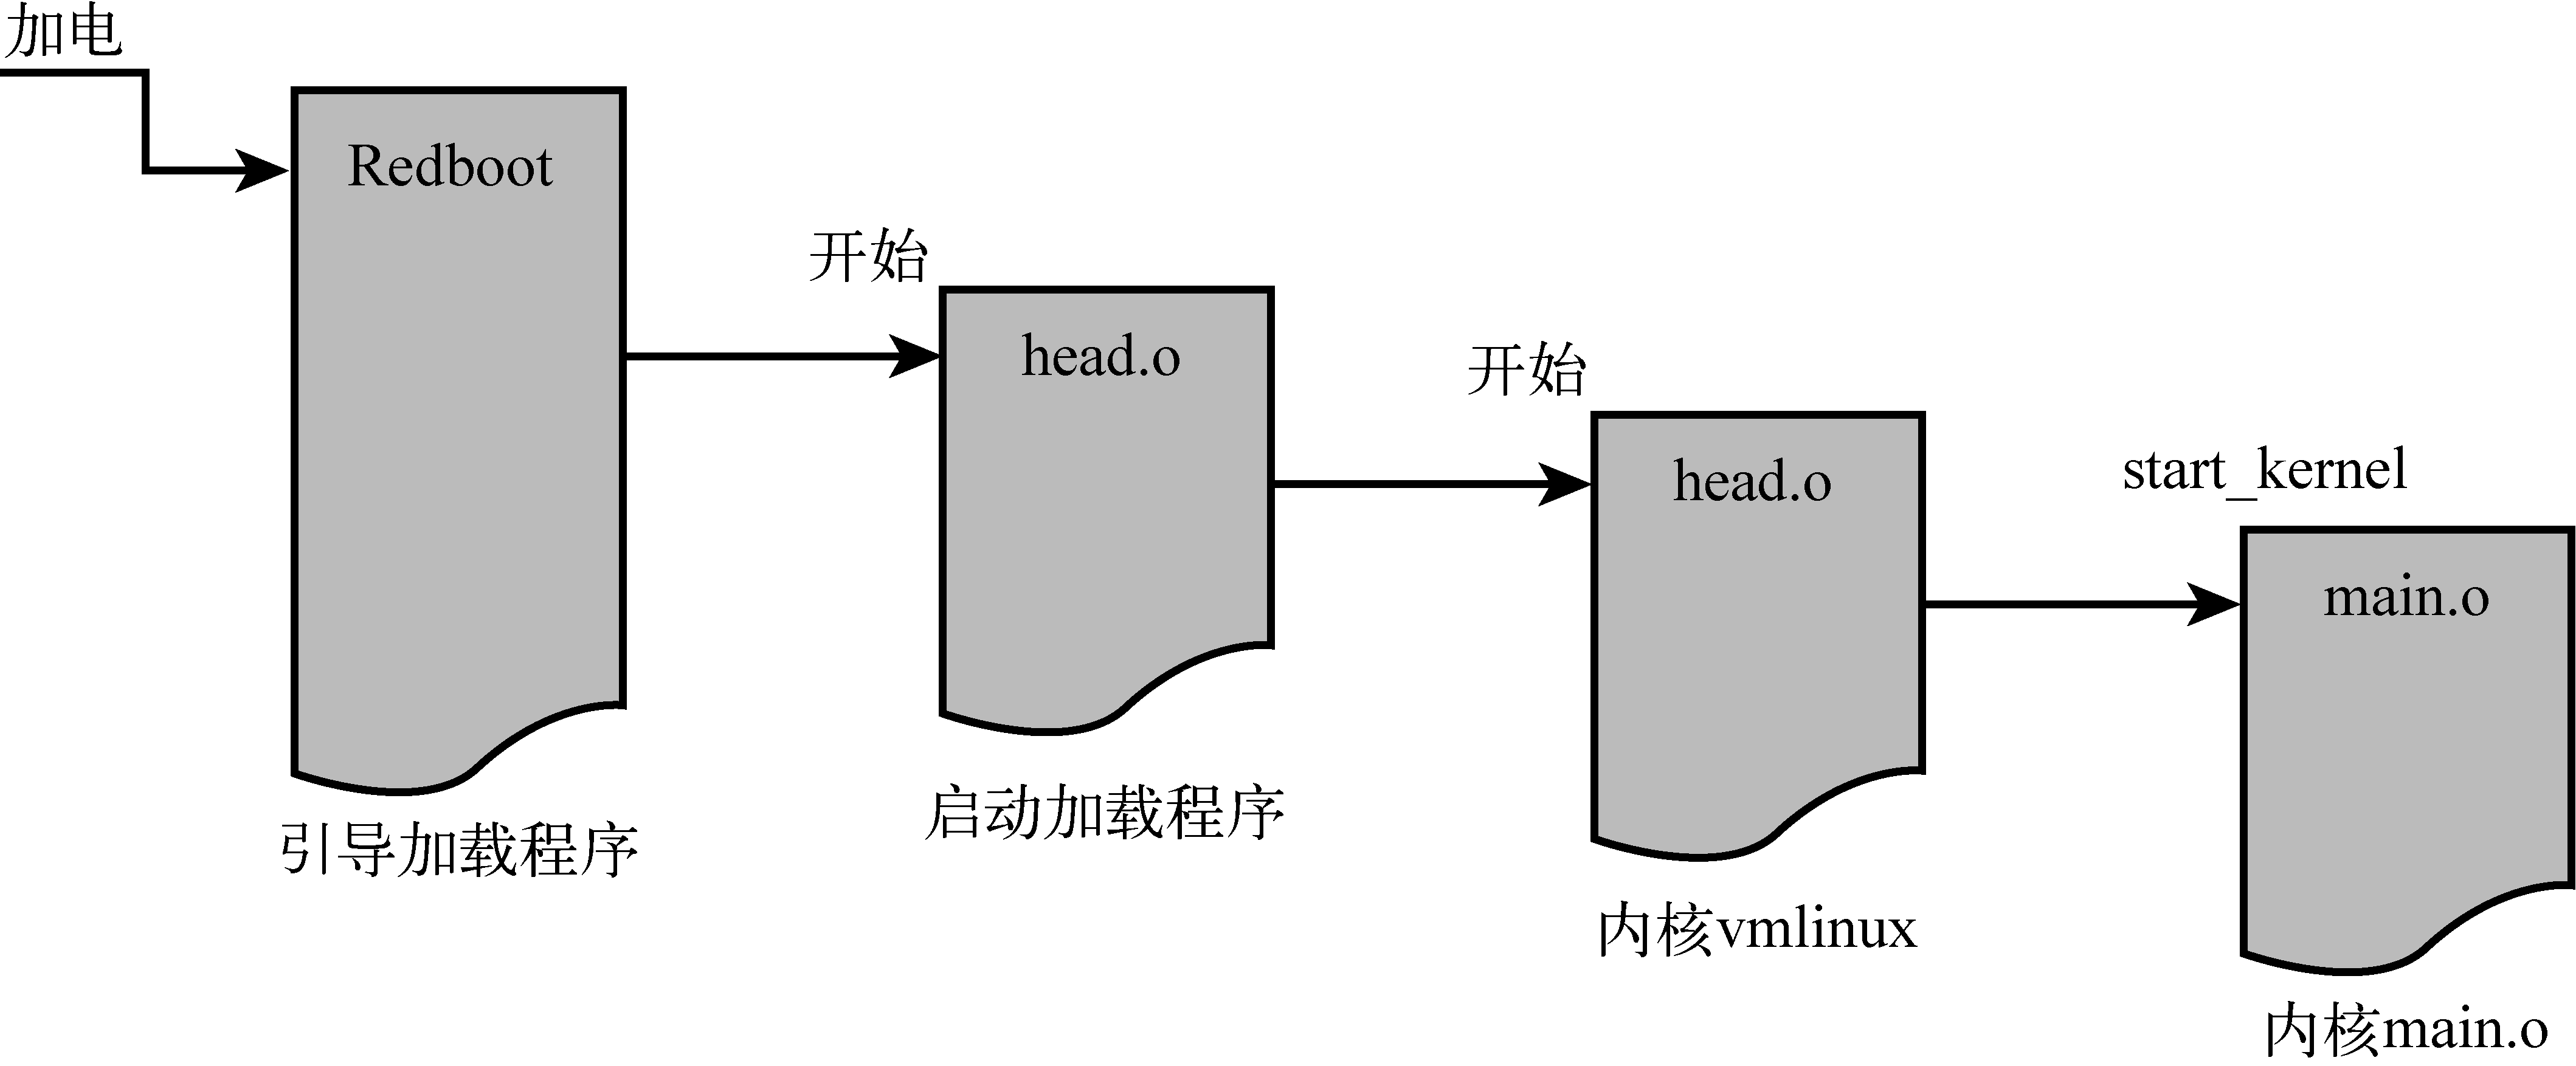 加电
Redboot
引导加载程序
开始
head.o
启动加载程序
开始
head.o
内核vmlinux
start_kernel
main.o
内核main.o